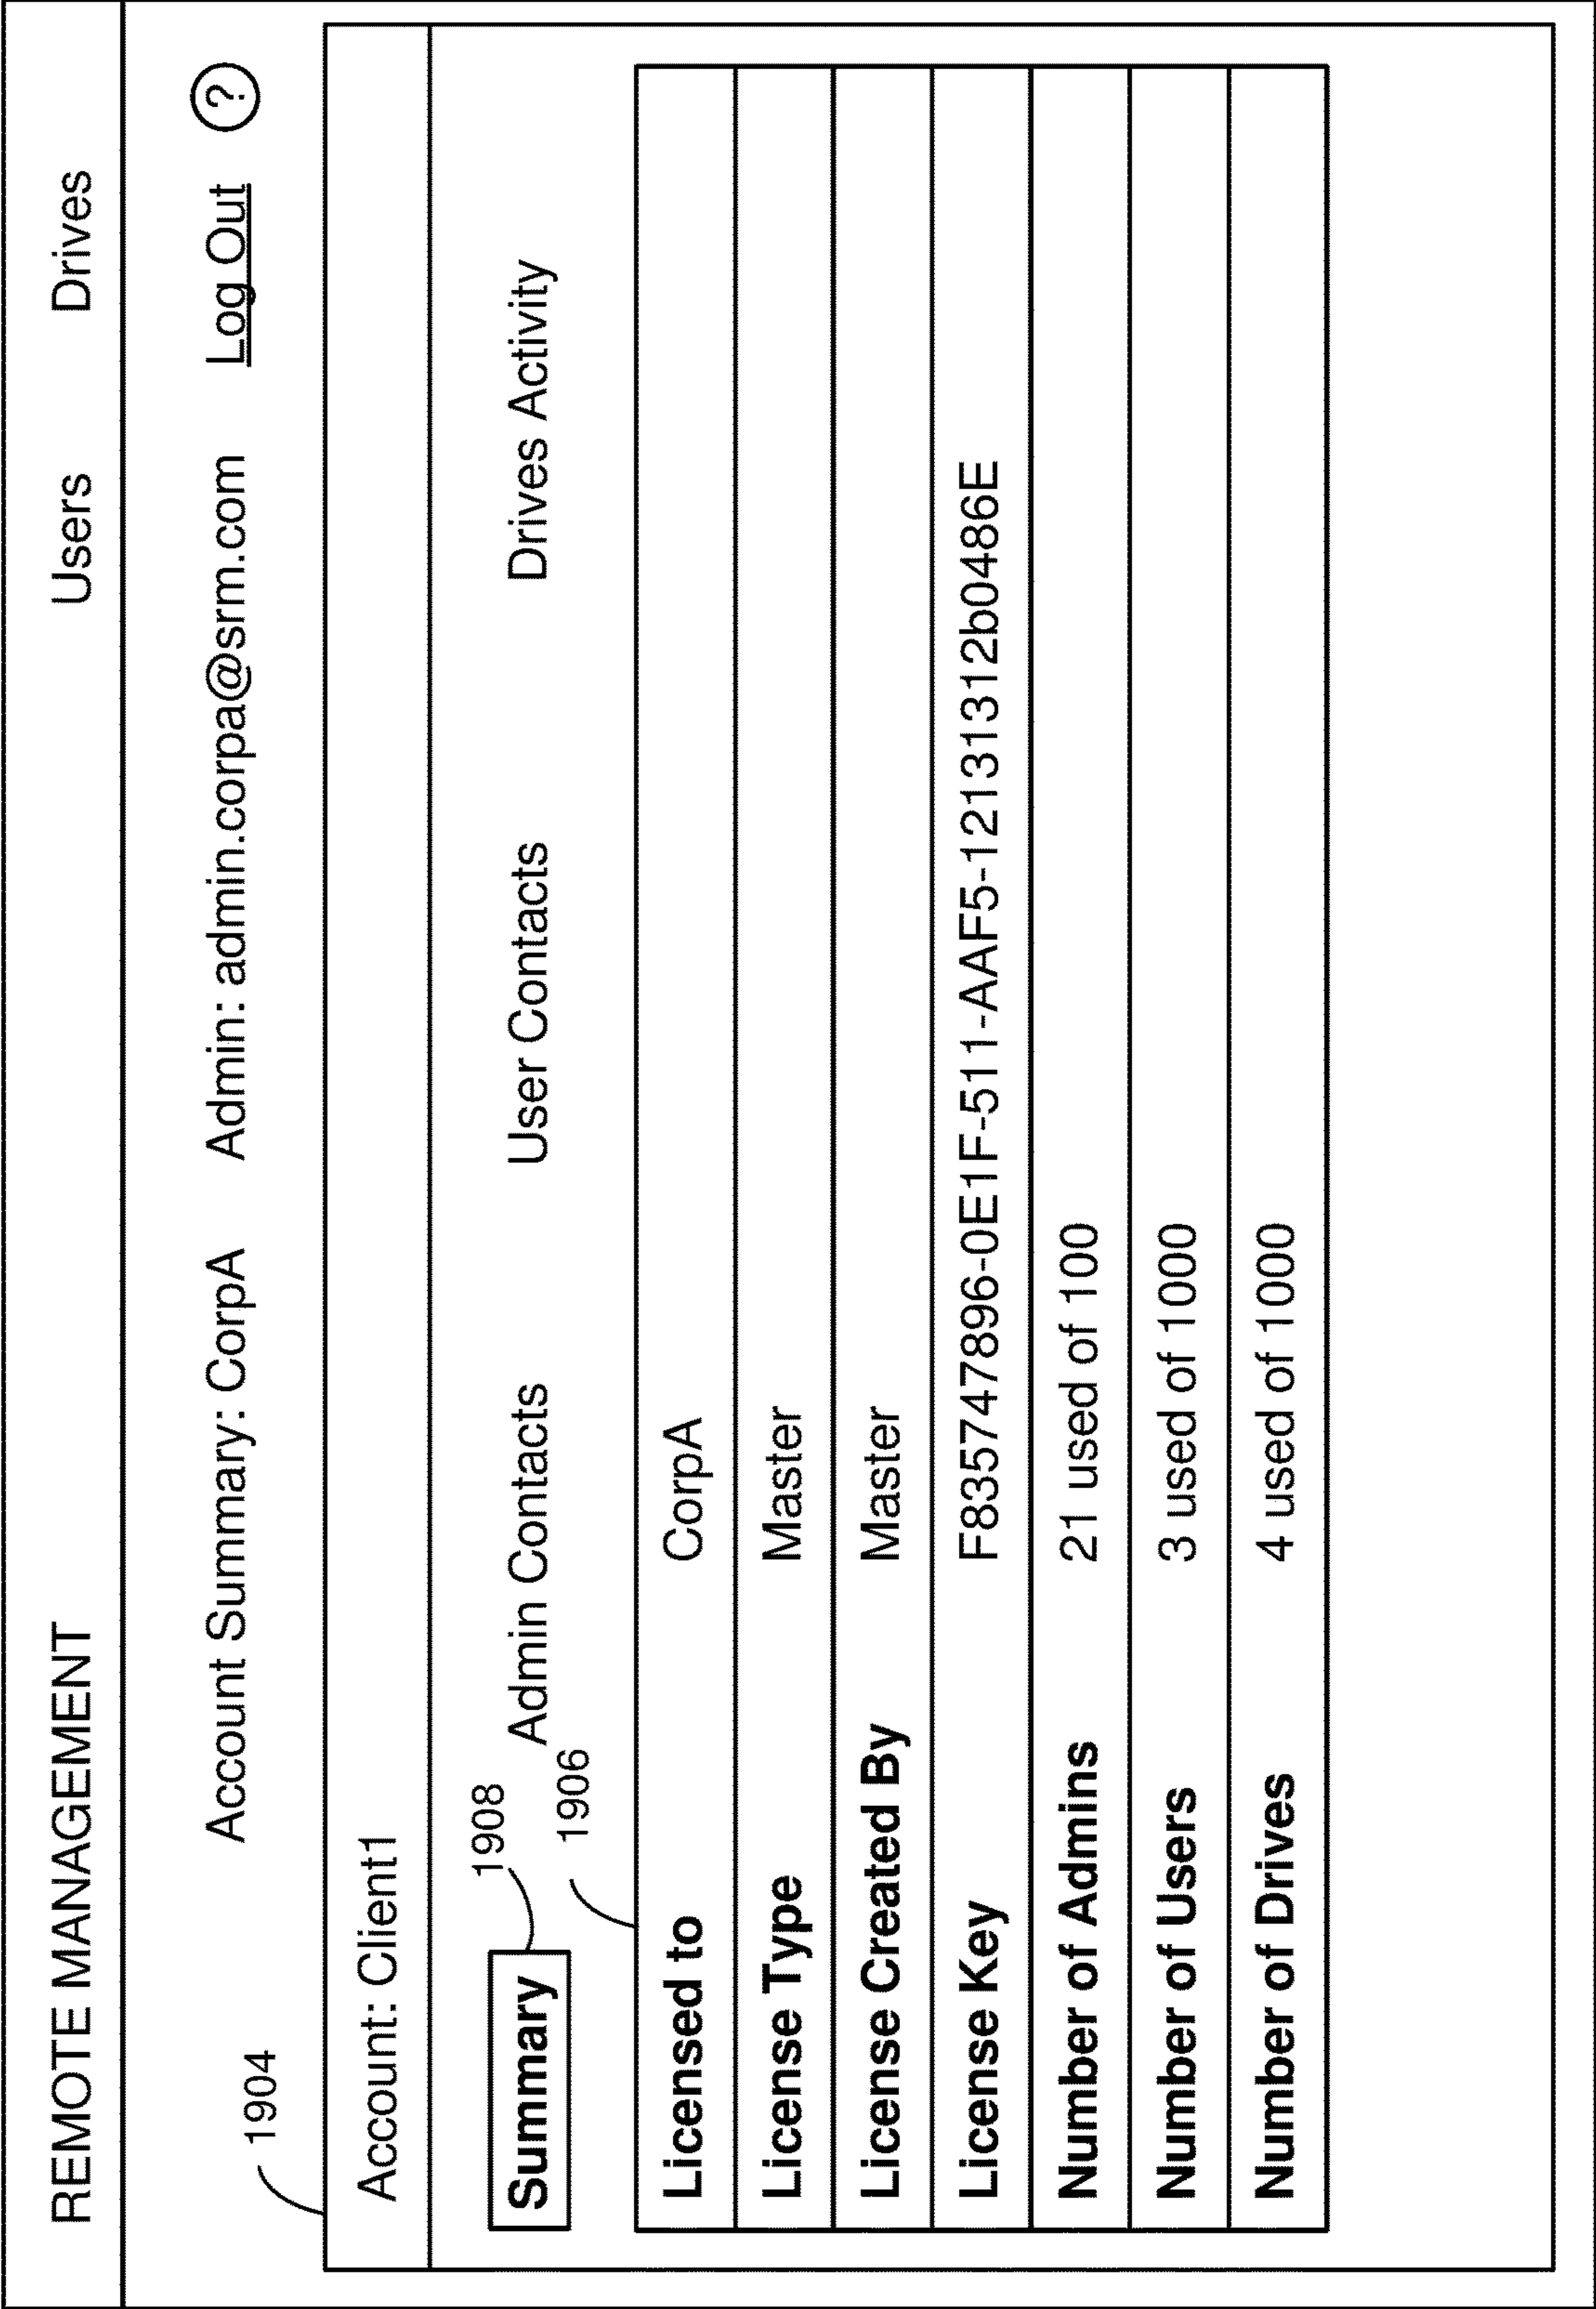 REMOTE MANAGEMENT Users Drives
Account Summary: CorpA Admin: admin.corpa@srm.com Log Out ?
1904
Account: Client1
1908
Summary Admin Contacts User Contacts Drives Activity
1906
Licensed to CorpA
License Type Master
License Created By Master
License Key F835747896-0E1F-511-AAF5-12131312b0486E
Number of Admins 21 used of 100
Number of Users 3 used of 1000
Number of Drives 4 used of 1000